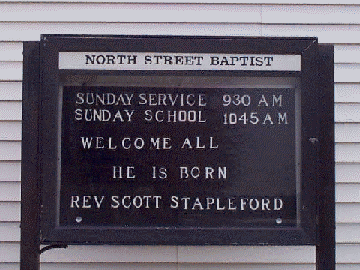 NORTH STREET BAPTIST
SUNDAY SERVICE 930 AM
SUNDAY SCHOOL 1045 AM
WELCOME ALL
HE IS BORN
REV SCOTT STAPLEFORD